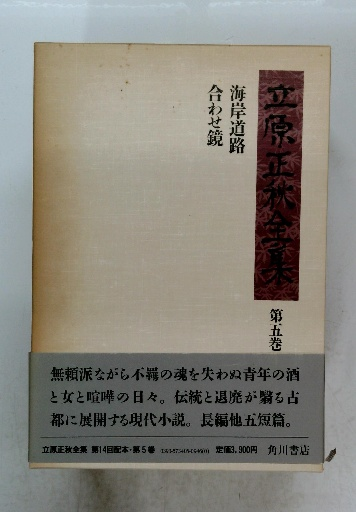 立原正秋全集
第五巻
海岸道路
合わせ鏡
無頼派ながら不羈の魂を失わぬ青年の酒
と女と喧嘩の日々。伝統と退廃が翳る古
都に展開する現代小説。長編他五短篇。
立原正秋全集 第14回配本・第5巻 定価3,900円 角川書店